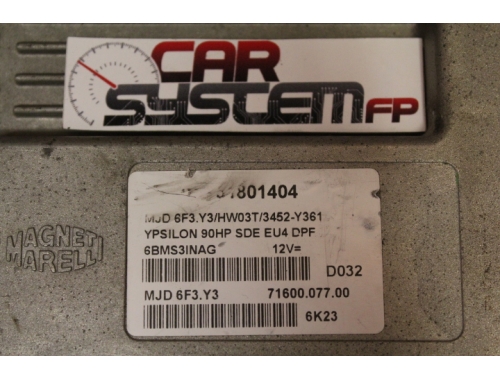 CAR
SYSTEM FP
MAGNETI
MARELLI
MJD 6F3.Y3/HW03T/3452-Y361
YPSILON 90HP SDE EU4 DPF
6BMS3INAG 12V=
D032
MJD 6F3.Y3 71600.077.00
6K23